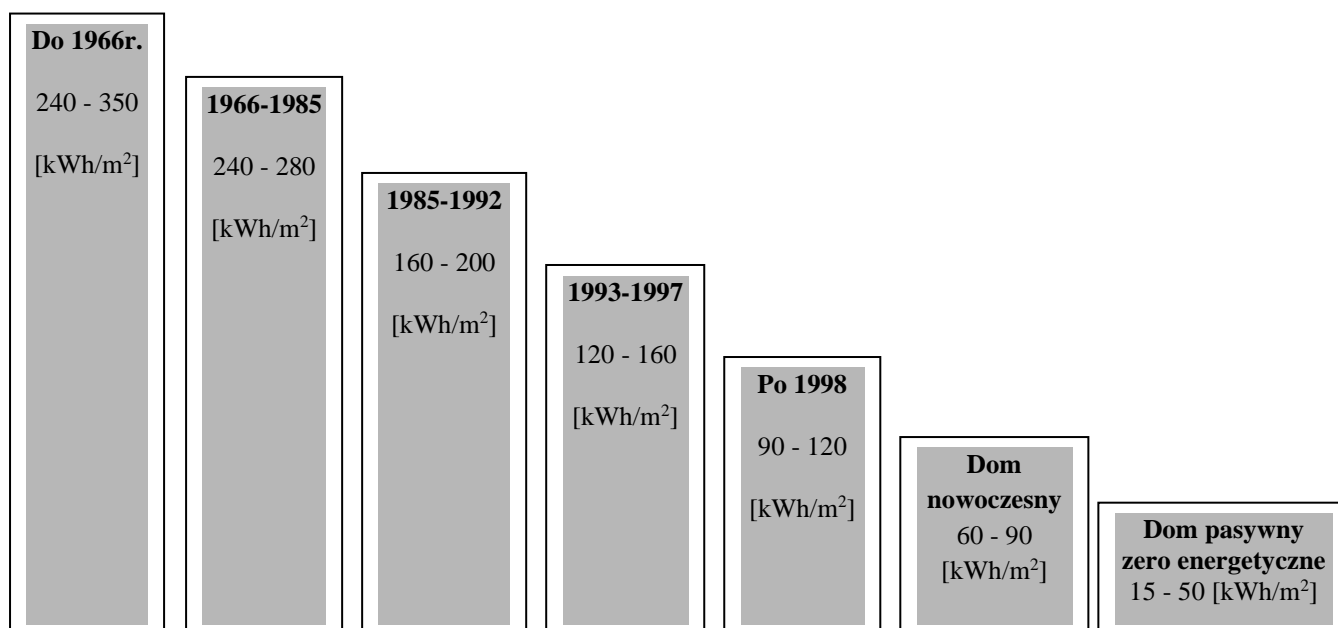 Do 1966r.
240 - 350
[kWh/m²]
1966-1985
240 - 280
[kWh/m²]
1985-1992
160 - 200
[kWh/m²]
1993-1997
120 - 160
[kWh/m²]
Po 1998
90 - 120
[kWh/m²]
Dom
nowoczesny
60 - 90
[kWh/m²]
Dom pasywny
zero energetyczne
15 - 50 [kWh/m²]